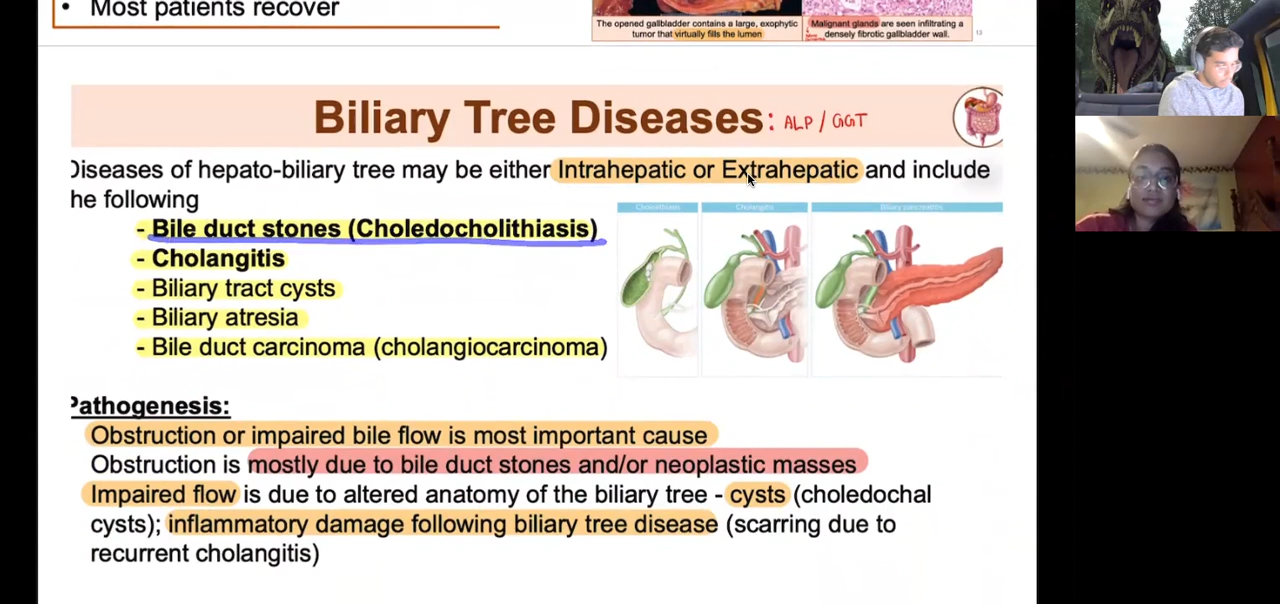 • Most patients recover
The opened gallbladder contains a large, exophytic
tumor that virtually fills the lumen
Malignant glands are seen infiltrating a
densely fibrotic gallbladder wall.
13
Biliary Tree Diseases: ALP / GGT
Diseases of hepato-biliary tree may be either Intrahepatic or Extrahepatic and include
he following
- Bile duct stones (Choledocholithiasis)
- Cholangitis
- Biliary tract cysts
- Biliary atresia
- Bile duct carcinoma (cholangiocarcinoma)
Cholangitis
Biliary pancreatitis
Pathogenesis:
Obstruction or impaired bile flow is most important cause
Obstruction is mostly due to bile duct stones and/or neoplastic masses
Impaired flow is due to altered anatomy of the biliary tree - cysts (choledochal
cysts); inflammatory damage following biliary tree disease (scarring due to
recurrent cholangitis)